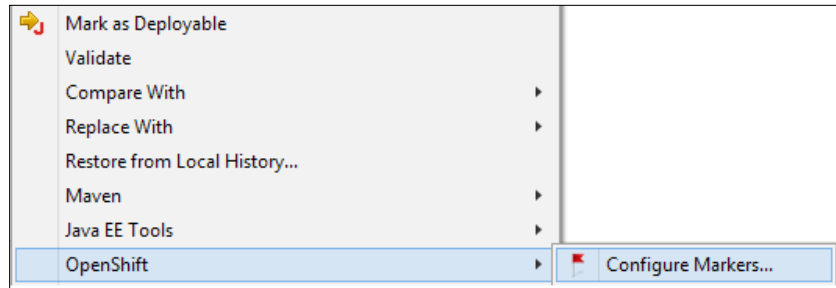 Mark as Deployable
Validate
Compare With
Replace With
Restore from Local History...
Maven
Java EE Tools
OpenShift
Configure Markers...